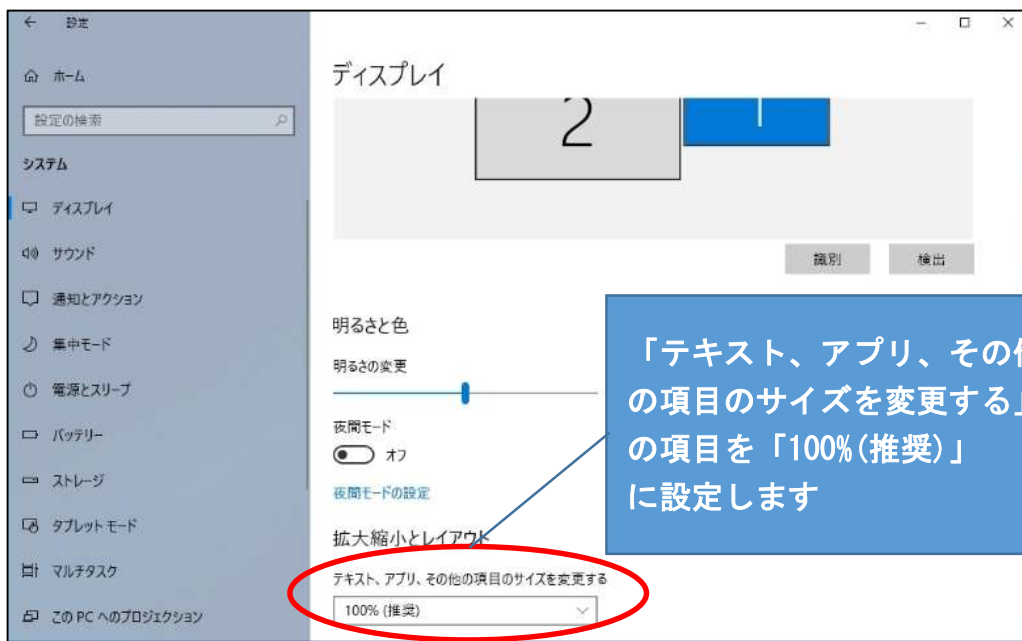 ← 設定
ホーム
設定の検索
システム
ディスプレイ
サウンド
通知とアクション
集中モード
電源とスリープ
バッテリー
ストレージ
タブレット モード
マルチタスク
この PC へのプロジェクション
ディスプレイ
2
識別
検出
明るさと色
明るさの変更
夜間モード
オフ
夜間モードの設定
拡大縮小とレイアウト
テキスト、アプリ、その他の項目のサイズを変更する
100% (推奨)
「テキスト、アプリ、その他
の項目のサイズを変更する」
の項目を「100%(推奨)」
に設定します